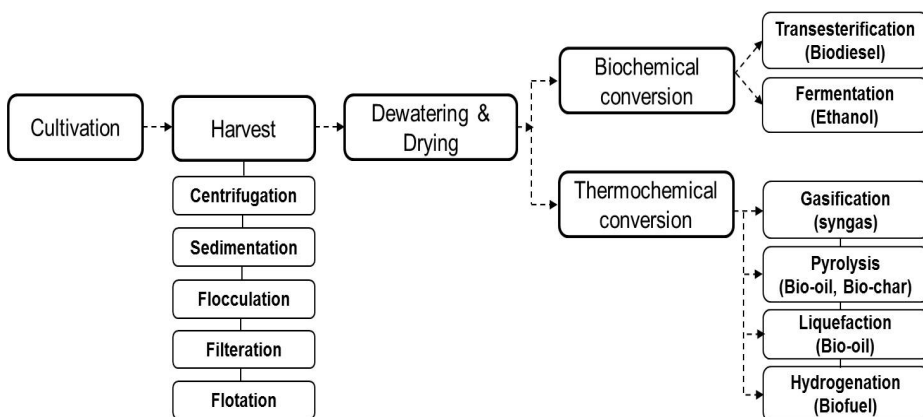 Cultivation
Harvest
Centrifugation
Sedimentation
Flocculation
Filteration
Flotation
Dewatering &
Drying
Biochemical
conversion
Transesterification
(Biodiesel)
Fermentation
(Ethanol)
Thermochemical
conversion
Gasification
(syngas)
Pyrolysis
(Bio-oil, Bio-char)
Liquefaction
(Bio-oil)
Hydrogenation
(Biofuel)